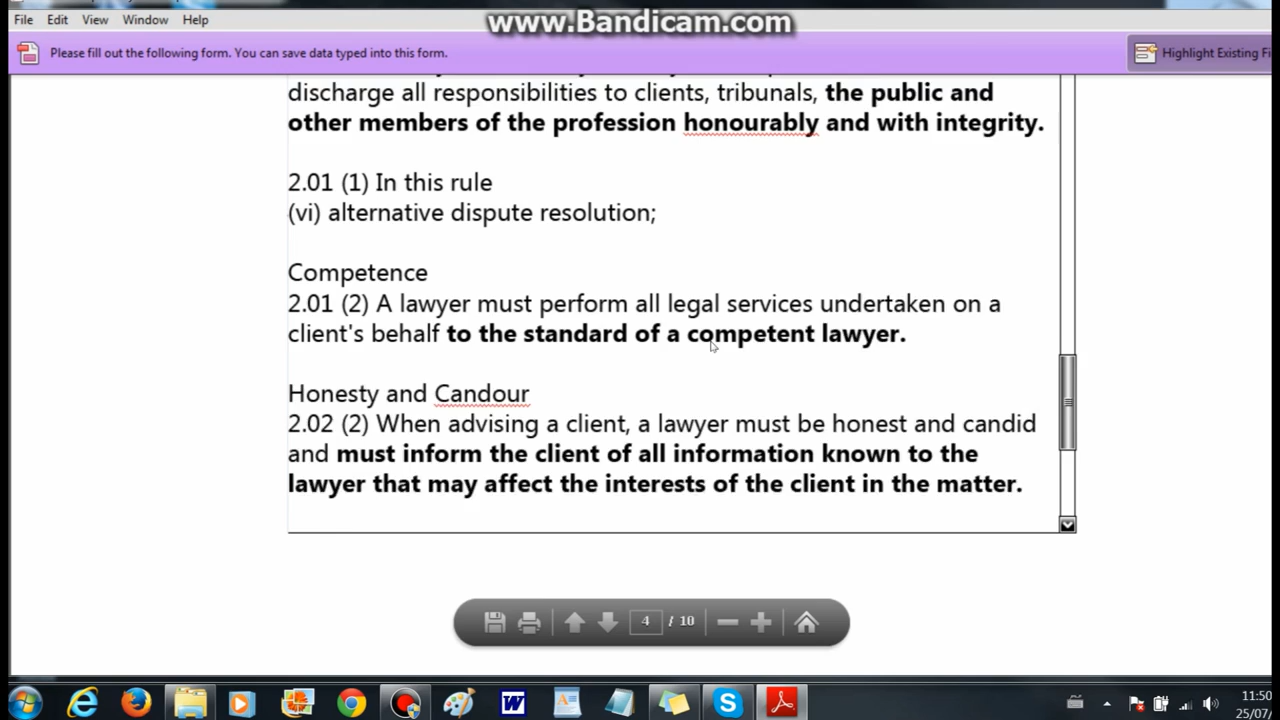 www.Bandicam.com
File Edit View Window Help
Please fill out the following form. You can save data typed into this form.
Highlight Existing Fi
discharge all responsibilities to clients, tribunals, the public and
other members of the profession honourably and with integrity.
2.01 (1) In this rule
(vi) alternative dispute resolution;
Competence
2.01 (2) A lawyer must perform all legal services undertaken on a
client's behalf to the standard of a competent lawyer.
Honesty and Candour
2.02 (2) When advising a client, a lawyer must be honest and candid
and must inform the client of all information known to the
lawyer that may affect the interests of the client in the matter.
4 / 10
11:50
25/07/